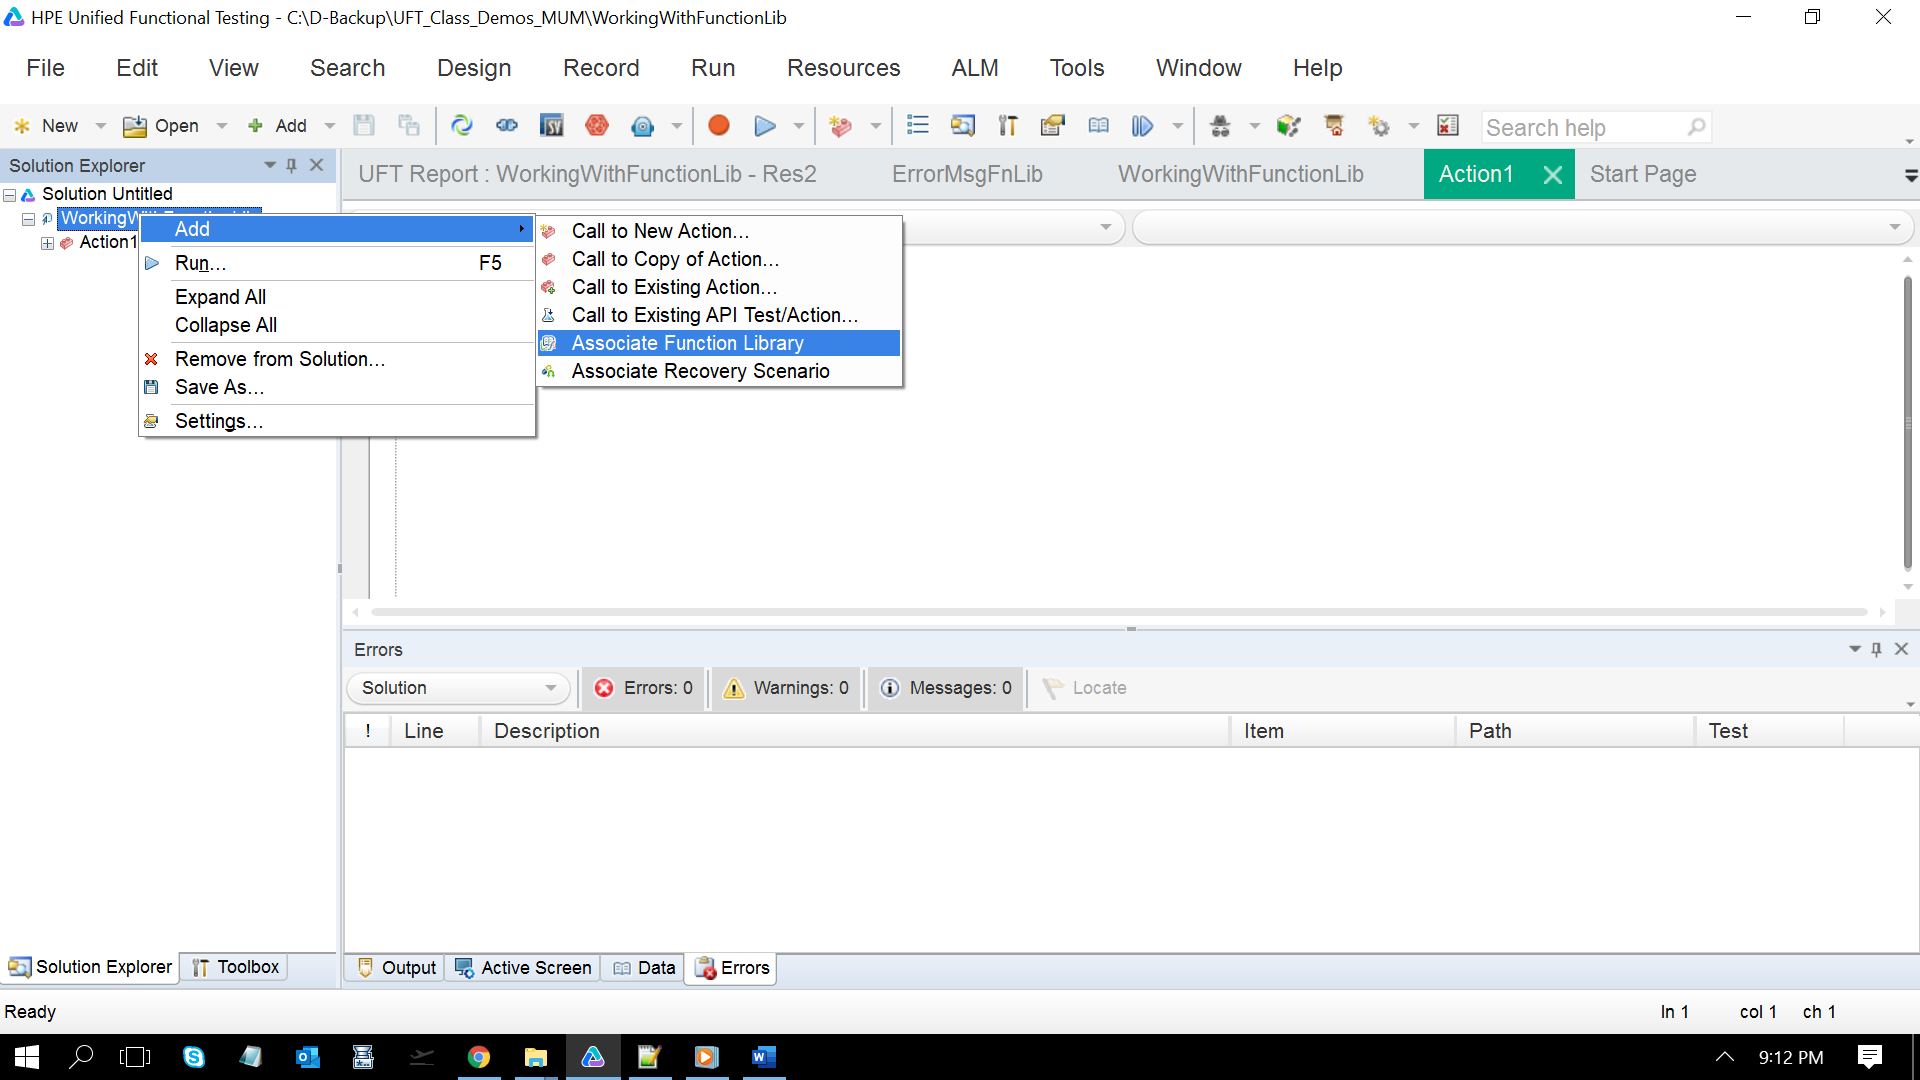 HPE Unified Functional Testing - C:\D-Backup\UFT_Class_Demos_MUM\WorkingWithFunctionLib
File Edit View Search Design Record Run Resources ALM Tools Window Help
New Open Add Search help
Solution Explorer
UFT Report : WorkingWithFunctionLib - Res2 ErrorMsgFnLib WorkingWithFunctionLib Action1 Start Page
Solution Untitled
Action1
Add
Run... F5
Expand All
Collapse All
Remove from Solution...
Save As...
Settings...
Call to New Action...
Call to Copy of Action...
Call to Existing Action...
Call to Existing API Test/Action...
Associate Function Library
Associate Recovery Scenario
Errors
Solution Errors: 0 Warnings: 0 Messages: 0 Locate
! Line Description Item Path Test
Solution Explorer Toolbox Output Active Screen Data Errors
Ready ln 1 col 1 ch 1
9:12 PM